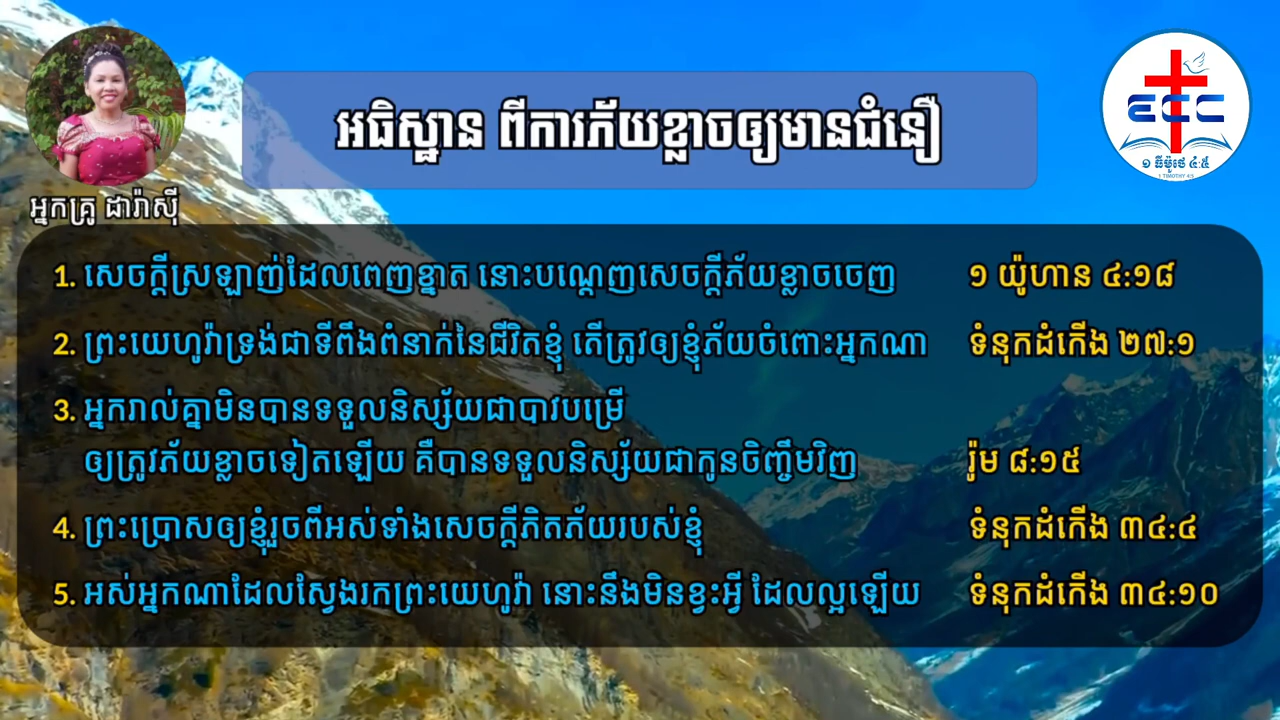 អធិស្ឋាន ពីការភ័យខ្លាចឲ្យមានជំនឿ
ECC
១ ធីម៉ូថេ ៤:៥
1 TIMOTHY 4:5
អ្នកគ្រូ ដារ៉ាស៊ី
1. សេចក្ដីស្រឡាញ់ដែលពេញខ្នាត នោះបណ្ដេញសេចក្ដីភ័យខ្លាចចេញ ១ យ៉ូហាន ៤:១៨
2. ព្រះយេហូវ៉ាទ្រង់ជាទីពឹងពំនាក់នៃជីវិតខ្ញុំ តើត្រូវឲ្យខ្ញុំភ័យចំពោះអ្នកណា ទំនុកដំកើង ២៧:១
3. អ្នករាល់គ្នាមិនបានទទួលនិស្ស័យជាបាវបម្រើ
ឲ្យត្រូវភ័យខ្លាចទៀតឡើយ គឺបានទទួលនិស្ស័យជាកូនចិញ្ចឹមវិញ រ៉ូម ៨:១៥
4. ព្រះប្រោសឲ្យខ្ញុំរួចពីអស់ទាំងសេចក្ដីភិតភ័យរបស់ខ្ញុំ ទំនុកដំកើង ៣៤:៤
5. អស់អ្នកណាដែលស្វែងរកព្រះយេហូវ៉ា នោះនឹងមិនខ្វះអ្វី ដែលល្អឡើយ ទំនុកដំកើង ៣៤:១០